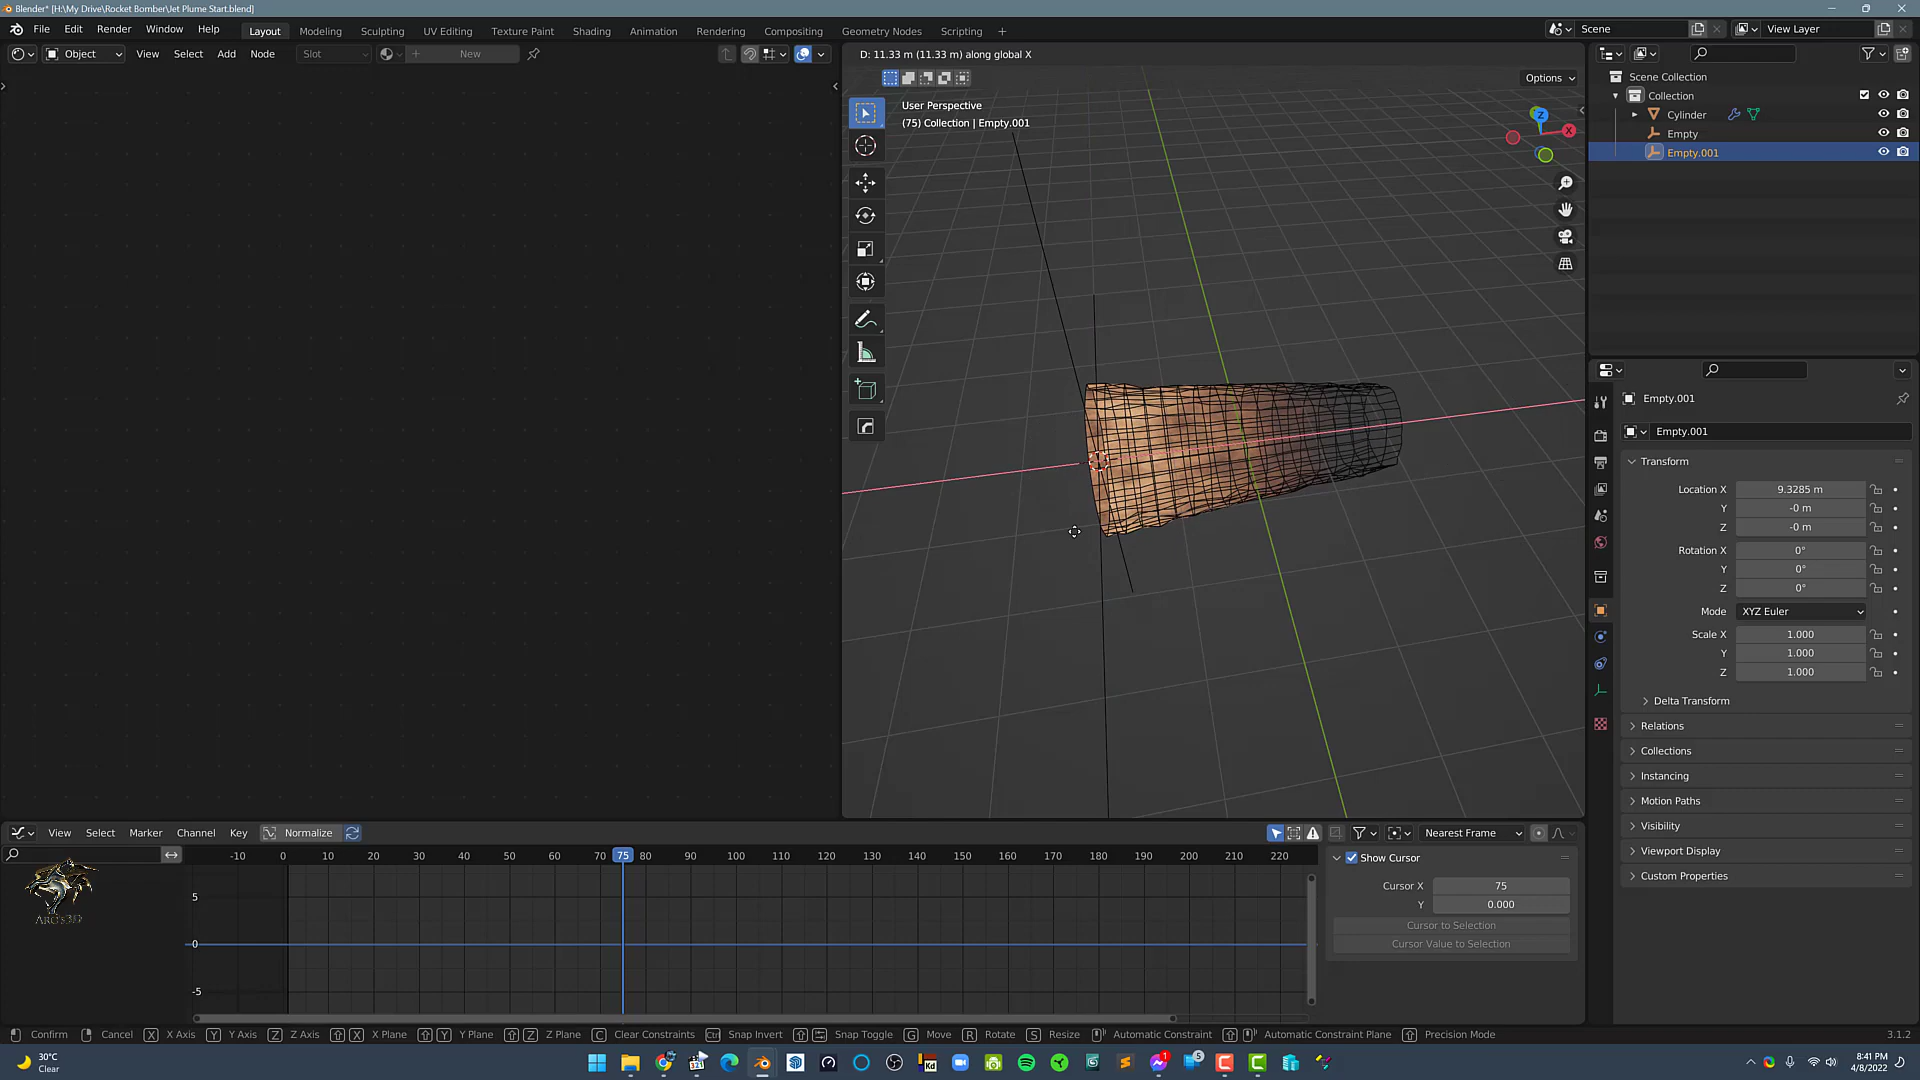 Blender* [H:\My Drive\Rocket Bomber\Jet Plume Start.blend]
File Edit Render Window Help Layout Modeling Sculpting UV Editing Texture Paint Shading Animation Rendering Compositing Geometry Nodes Scripting + Scene View Layer
Object View Select Add Node Slot New
D: 11.33 m (11.33 m) along global X
Options
User Perspective
(75) Collection | Empty.001
Z
X
Scene Collection
Collection
Cylinder
Empty
Empty.001
Empty.001
Empty.001
Transform
Location X 9.3285 m
Y -0 m
Z -0 m
Rotation X 0°
Y 0°
Z 0°
Mode XYZ Euler
Scale X 1.000
Y 1.000
Z 1.000
Delta Transform
Relations
Collections
Instancing
Motion Paths
Visibility
Viewport Display
Custom Properties
View Select Marker Channel Key Normalize Nearest Frame
-10 0 10 20 30 40 50 60 70 75 80 90 100 110 120 130 140 150 160 170 180 190 200 210 220
5
0
-5
ARC's3D
Show Cursor
Cursor X 75
Y 0.000
Cursor to Selection
Cursor Value to Selection
Confirm Cancel X X Axis Y Y Axis Z Z Axis X X Plane Y Y Plane Z Z Plane C Clear Constraints Ctrl Snap Invert Snap Toggle G Move R Rotate S Resize Automatic Constraint Automatic Constraint Plane Precision Mode 3.1.2
30°C
Clear
8:41 PM
4/8/2022